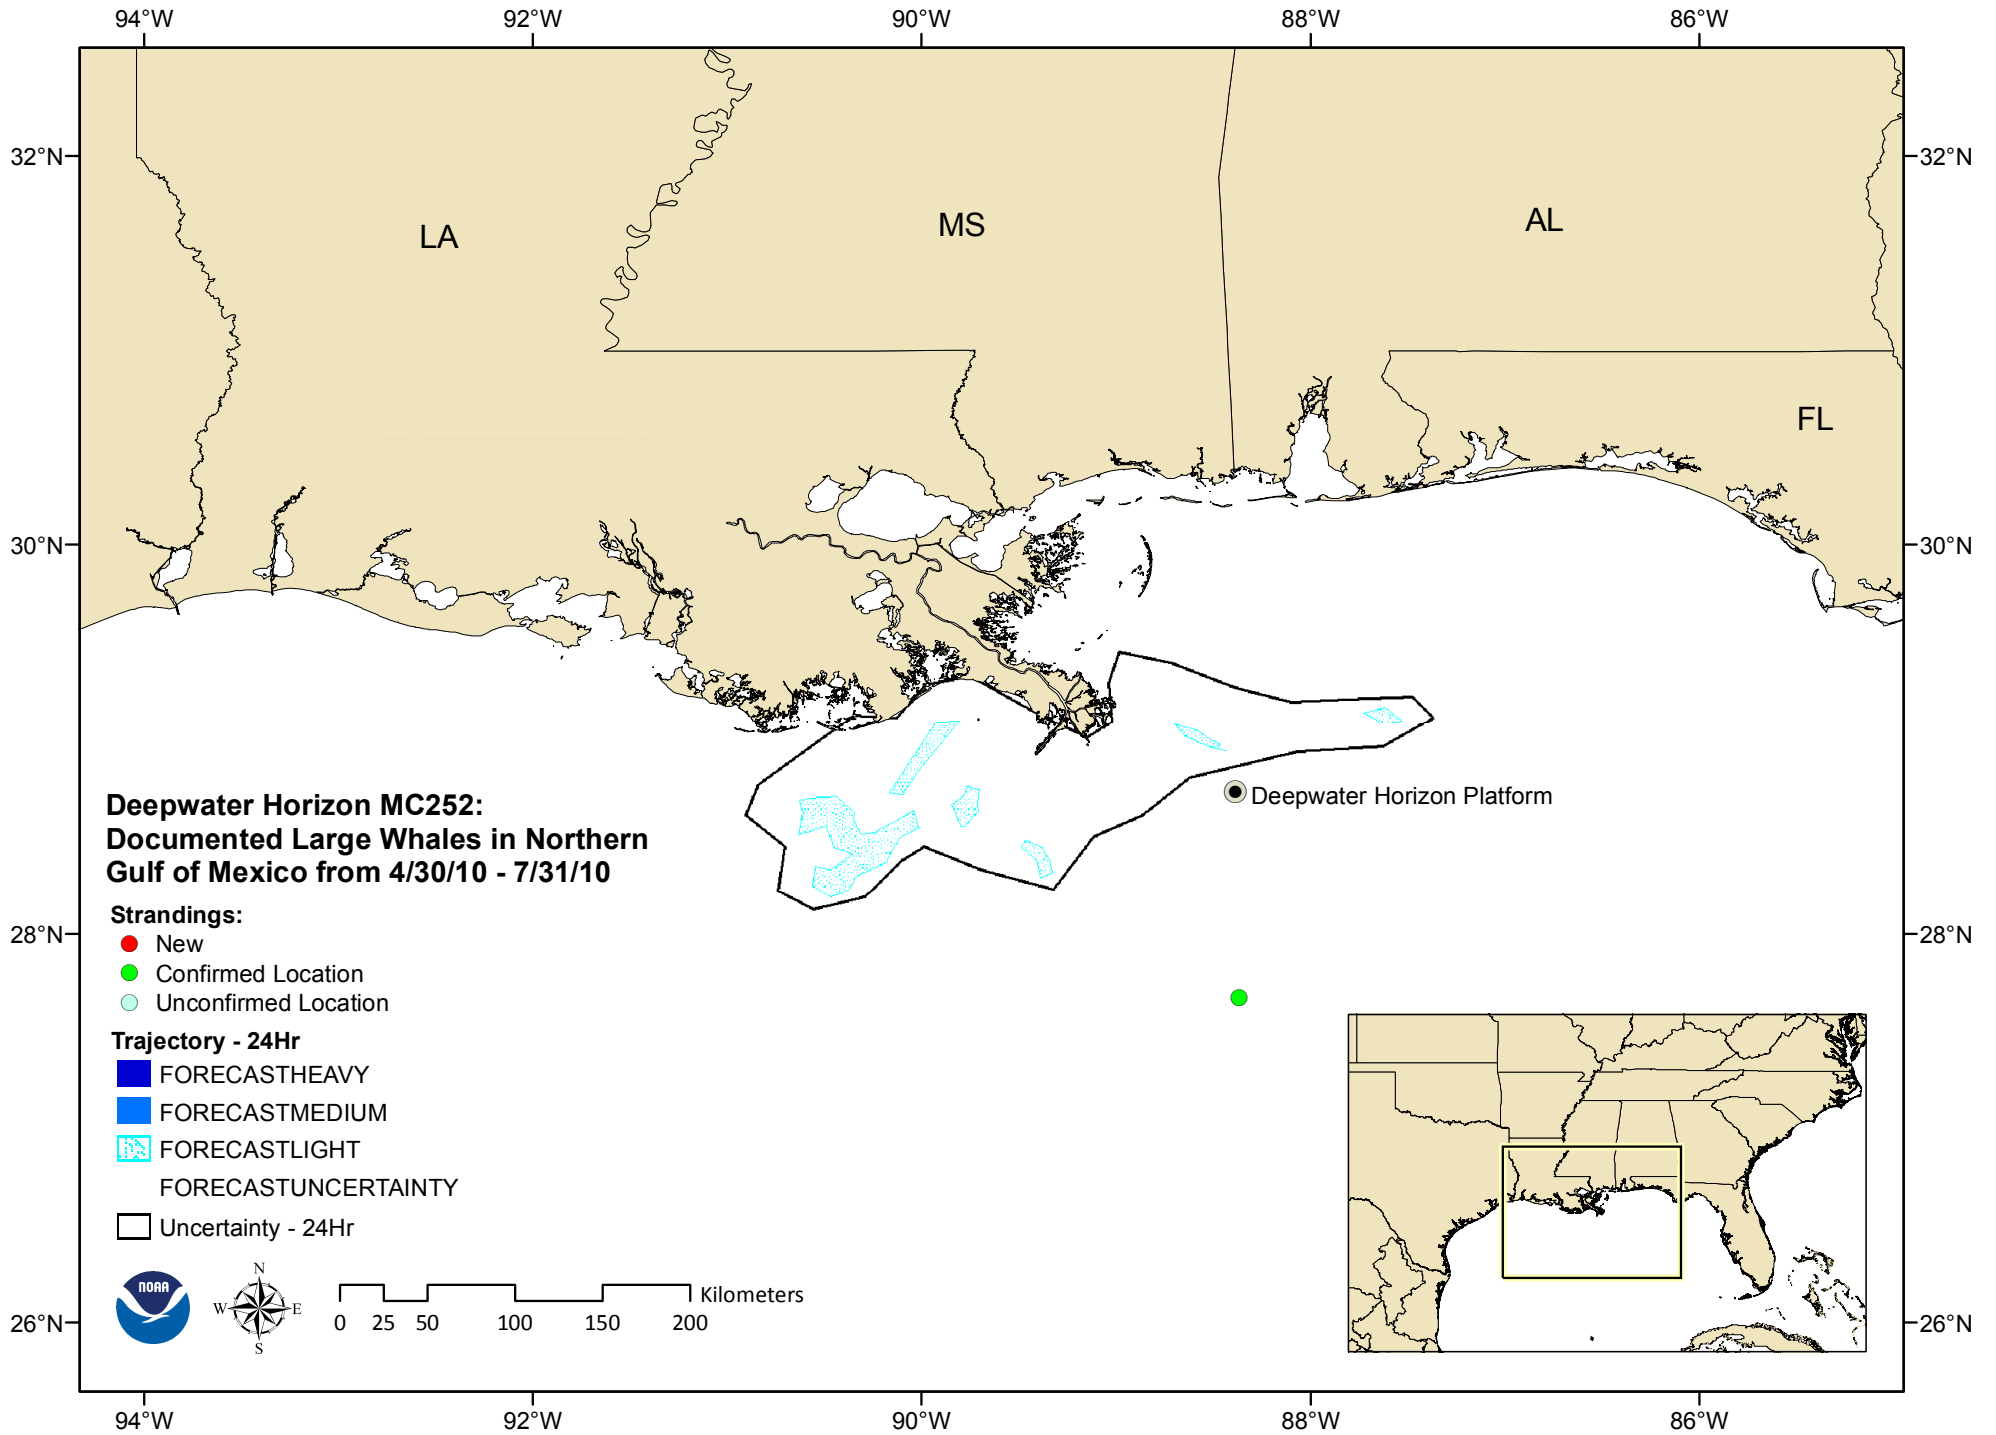 94°W 92°W 90°W 88°W 86°W
32°N 32°N
LA MS AL
FL
30°N 30°N
Deepwater Horizon Platform
Deepwater Horizon MC252:
Documented Large Whales in Northern
Gulf of Mexico from 4/30/10 - 7/31/10
Strandings:
28°N 28°N
New
Confirmed Location
Unconfirmed Location
Trajectory - 24Hr
FORECASTHEAVY
FORECASTMEDIUM
FORECASTLIGHT
FORECASTUNCERTAINTY
Uncertainty - 24Hr
NOAA
N
W E
S
Kilometers
0 25 50 100 150 200
26°N 26°N
94°W 92°W 90°W 88°W 86°W